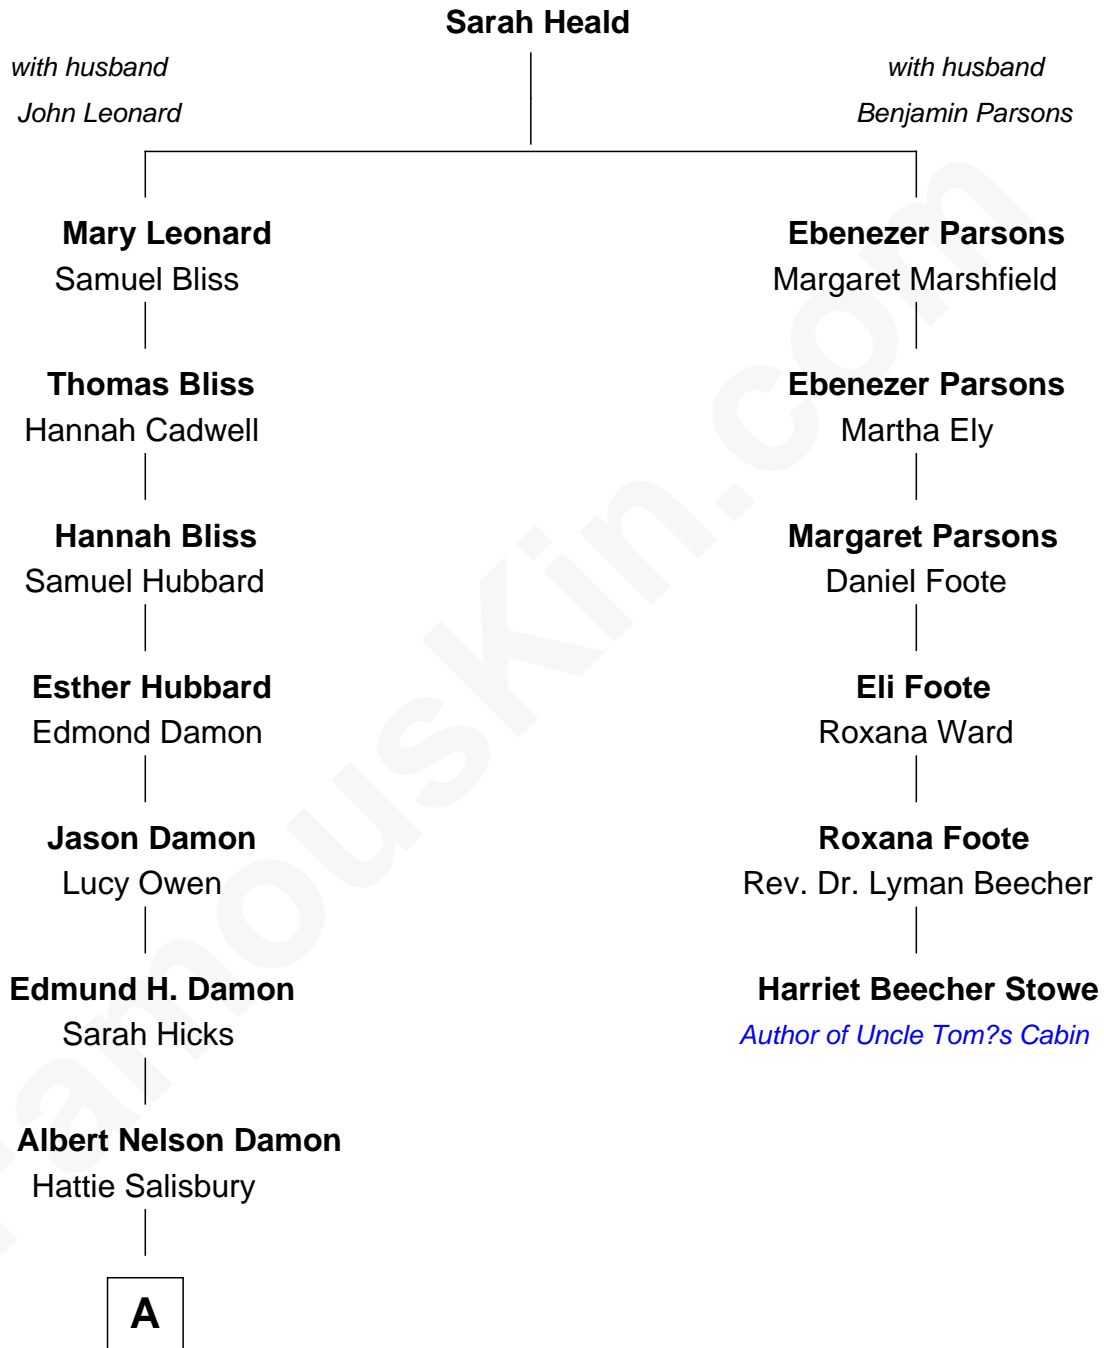 Sarah Heald
with husband
John Leonard
with husband
Benjamin Parsons
Mary Leonard
Samuel Bliss
Ebenezer Parsons
Margaret Marshfield
Thomas Bliss
Hannah Cadwell
Ebenezer Parsons
Martha Ely
Hannah Bliss
Samuel Hubbard
Margaret Parsons
Daniel Foote
Esther Hubbard
Edmond Damon
Eli Foote
Roxana Ward
Jason Damon
Lucy Owen
Roxana Foote
Rev. Dr. Lyman Beecher
Edmund H. Damon
Sarah Hicks
Harriet Beecher Stowe
Author of Uncle Tom?s Cabin
Albert Nelson Damon
Hattie Salisbury
A
FamousKin.com